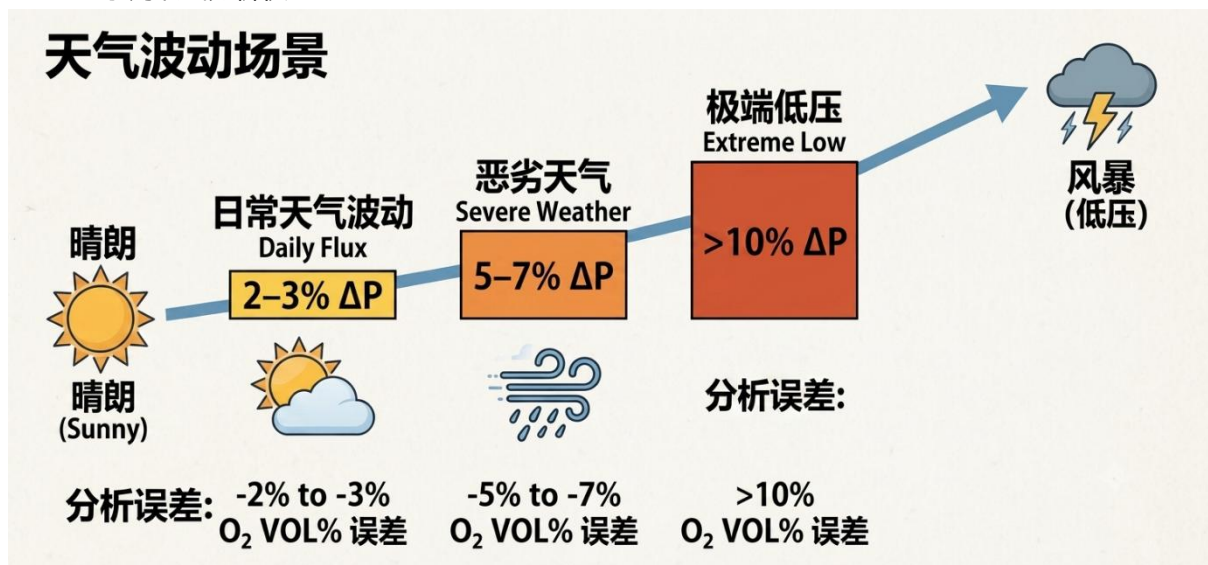 天气波动场景
晴朗
晴朗
(Sunny)
日常天气波动
Daily Flux
2–3% ΔP
恶劣天气
Severe Weather
5–7% ΔP
极端低压
Extreme Low
>10% ΔP
风暴
(低压)
分析误差:
分析误差:
-2% to -3%
O₂ VOL% 误差
-5% to -7%
O₂ VOL% 误差
>10%
O₂ VOL% 误差